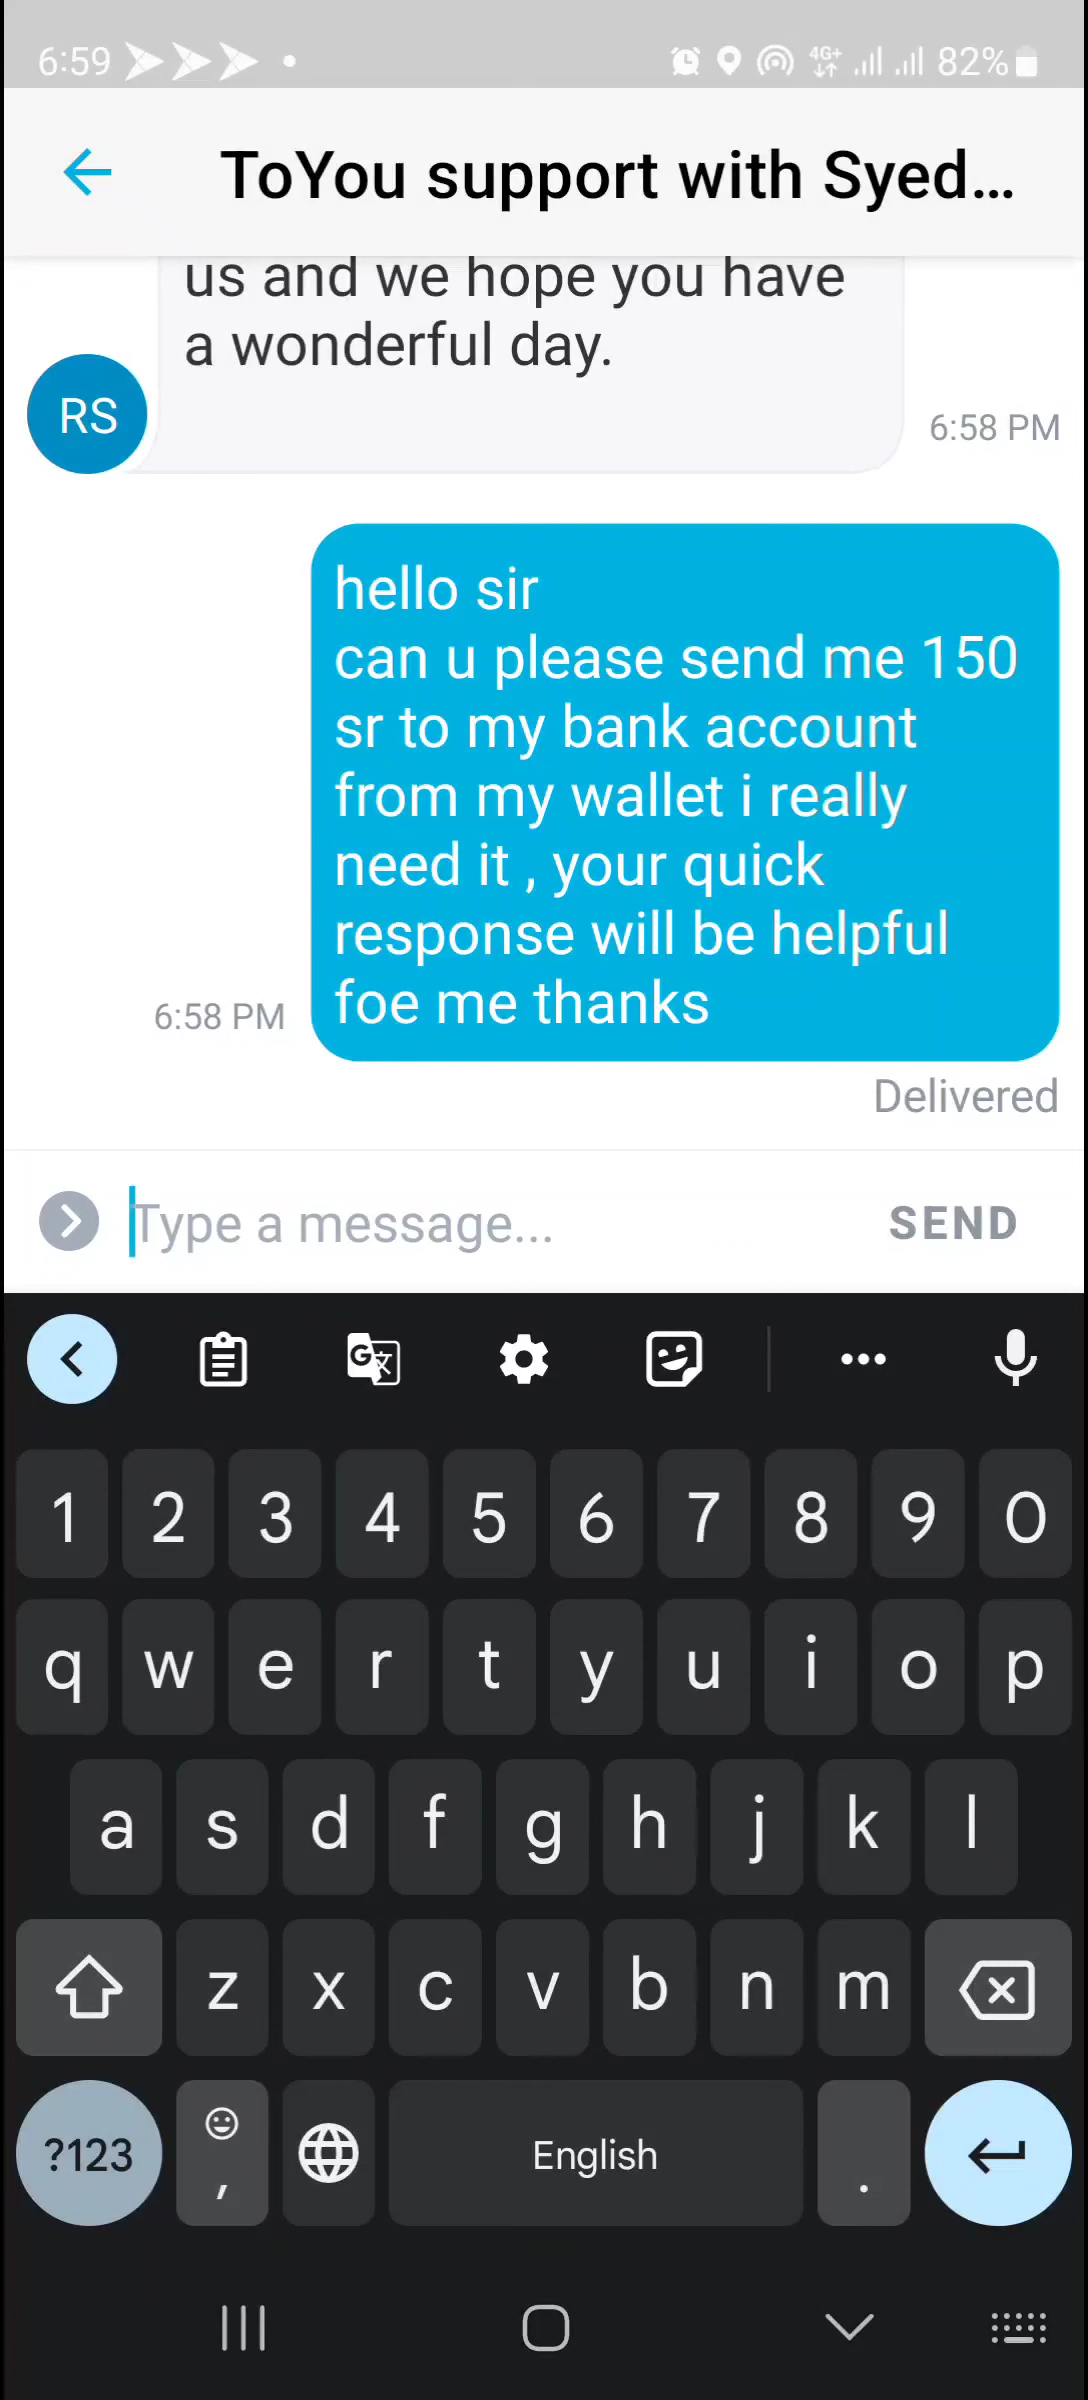 6:59
4G+
82%
ToYou support with Syed...
us and we hope you have
a wonderful day.
RS
6:58 PM
hello sir
can u please send me 150
sr to my bank account
from my wallet i really
need it , your quick
response will be helpful
foe me thanks
6:58 PM
Delivered
Type a message...
SEND
1 2 3 4 5 6 7 8 9 0
q w e r t y u i o p
a s d f g h j k l
z x c v b n m
?123 , English .